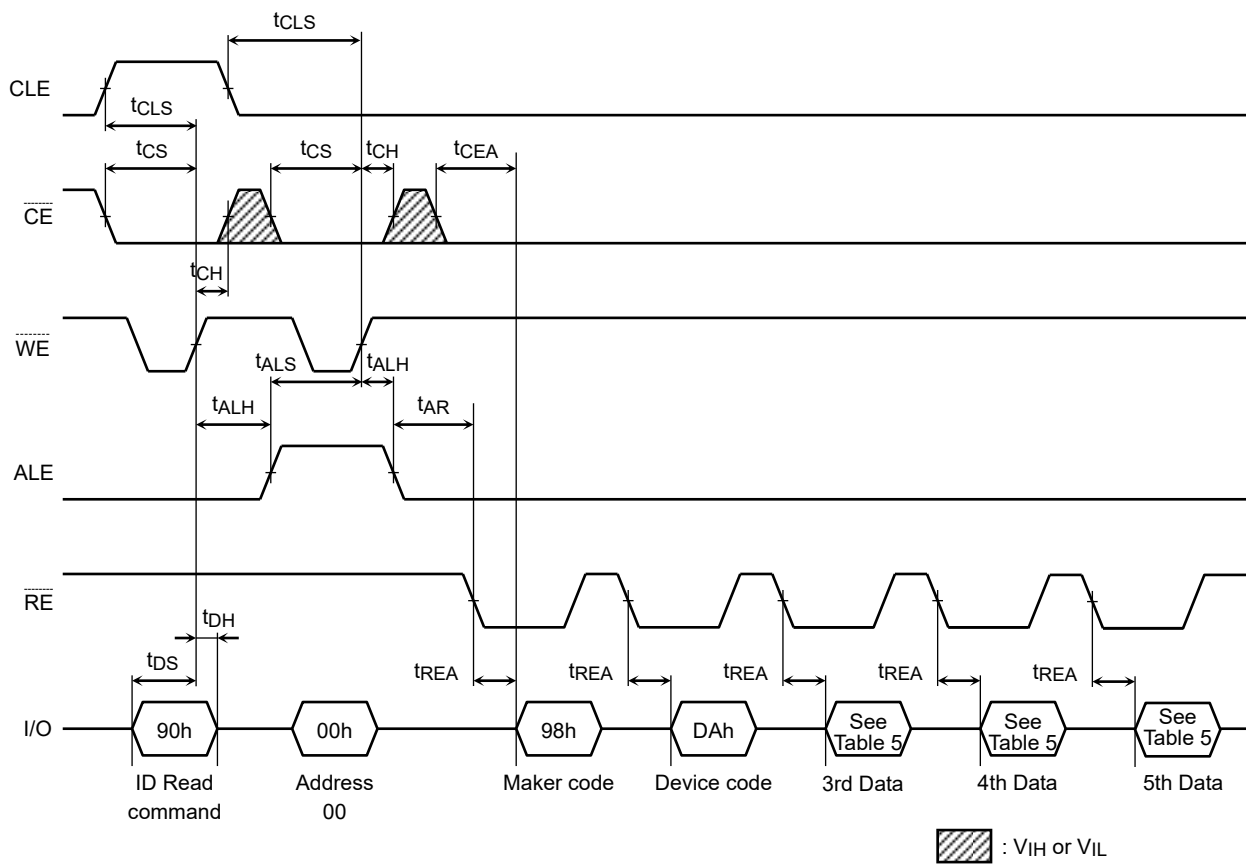 tCLS
CLE
tCLS
tCS
tCS
tCH
tCEA
CE
tCH
WE
tALS
tALH
tALH
tAR
ALE
RE
tDH
tDS
tREA
tREA
tREA
tREA
tREA
I/O
90h
00h
98h
DAh
See
Table 5
See
Table 5
See
Table 5
ID Read
command
Address
00
Maker code
Device code
3rd Data
4th Data
5th Data
: VIH or VIL